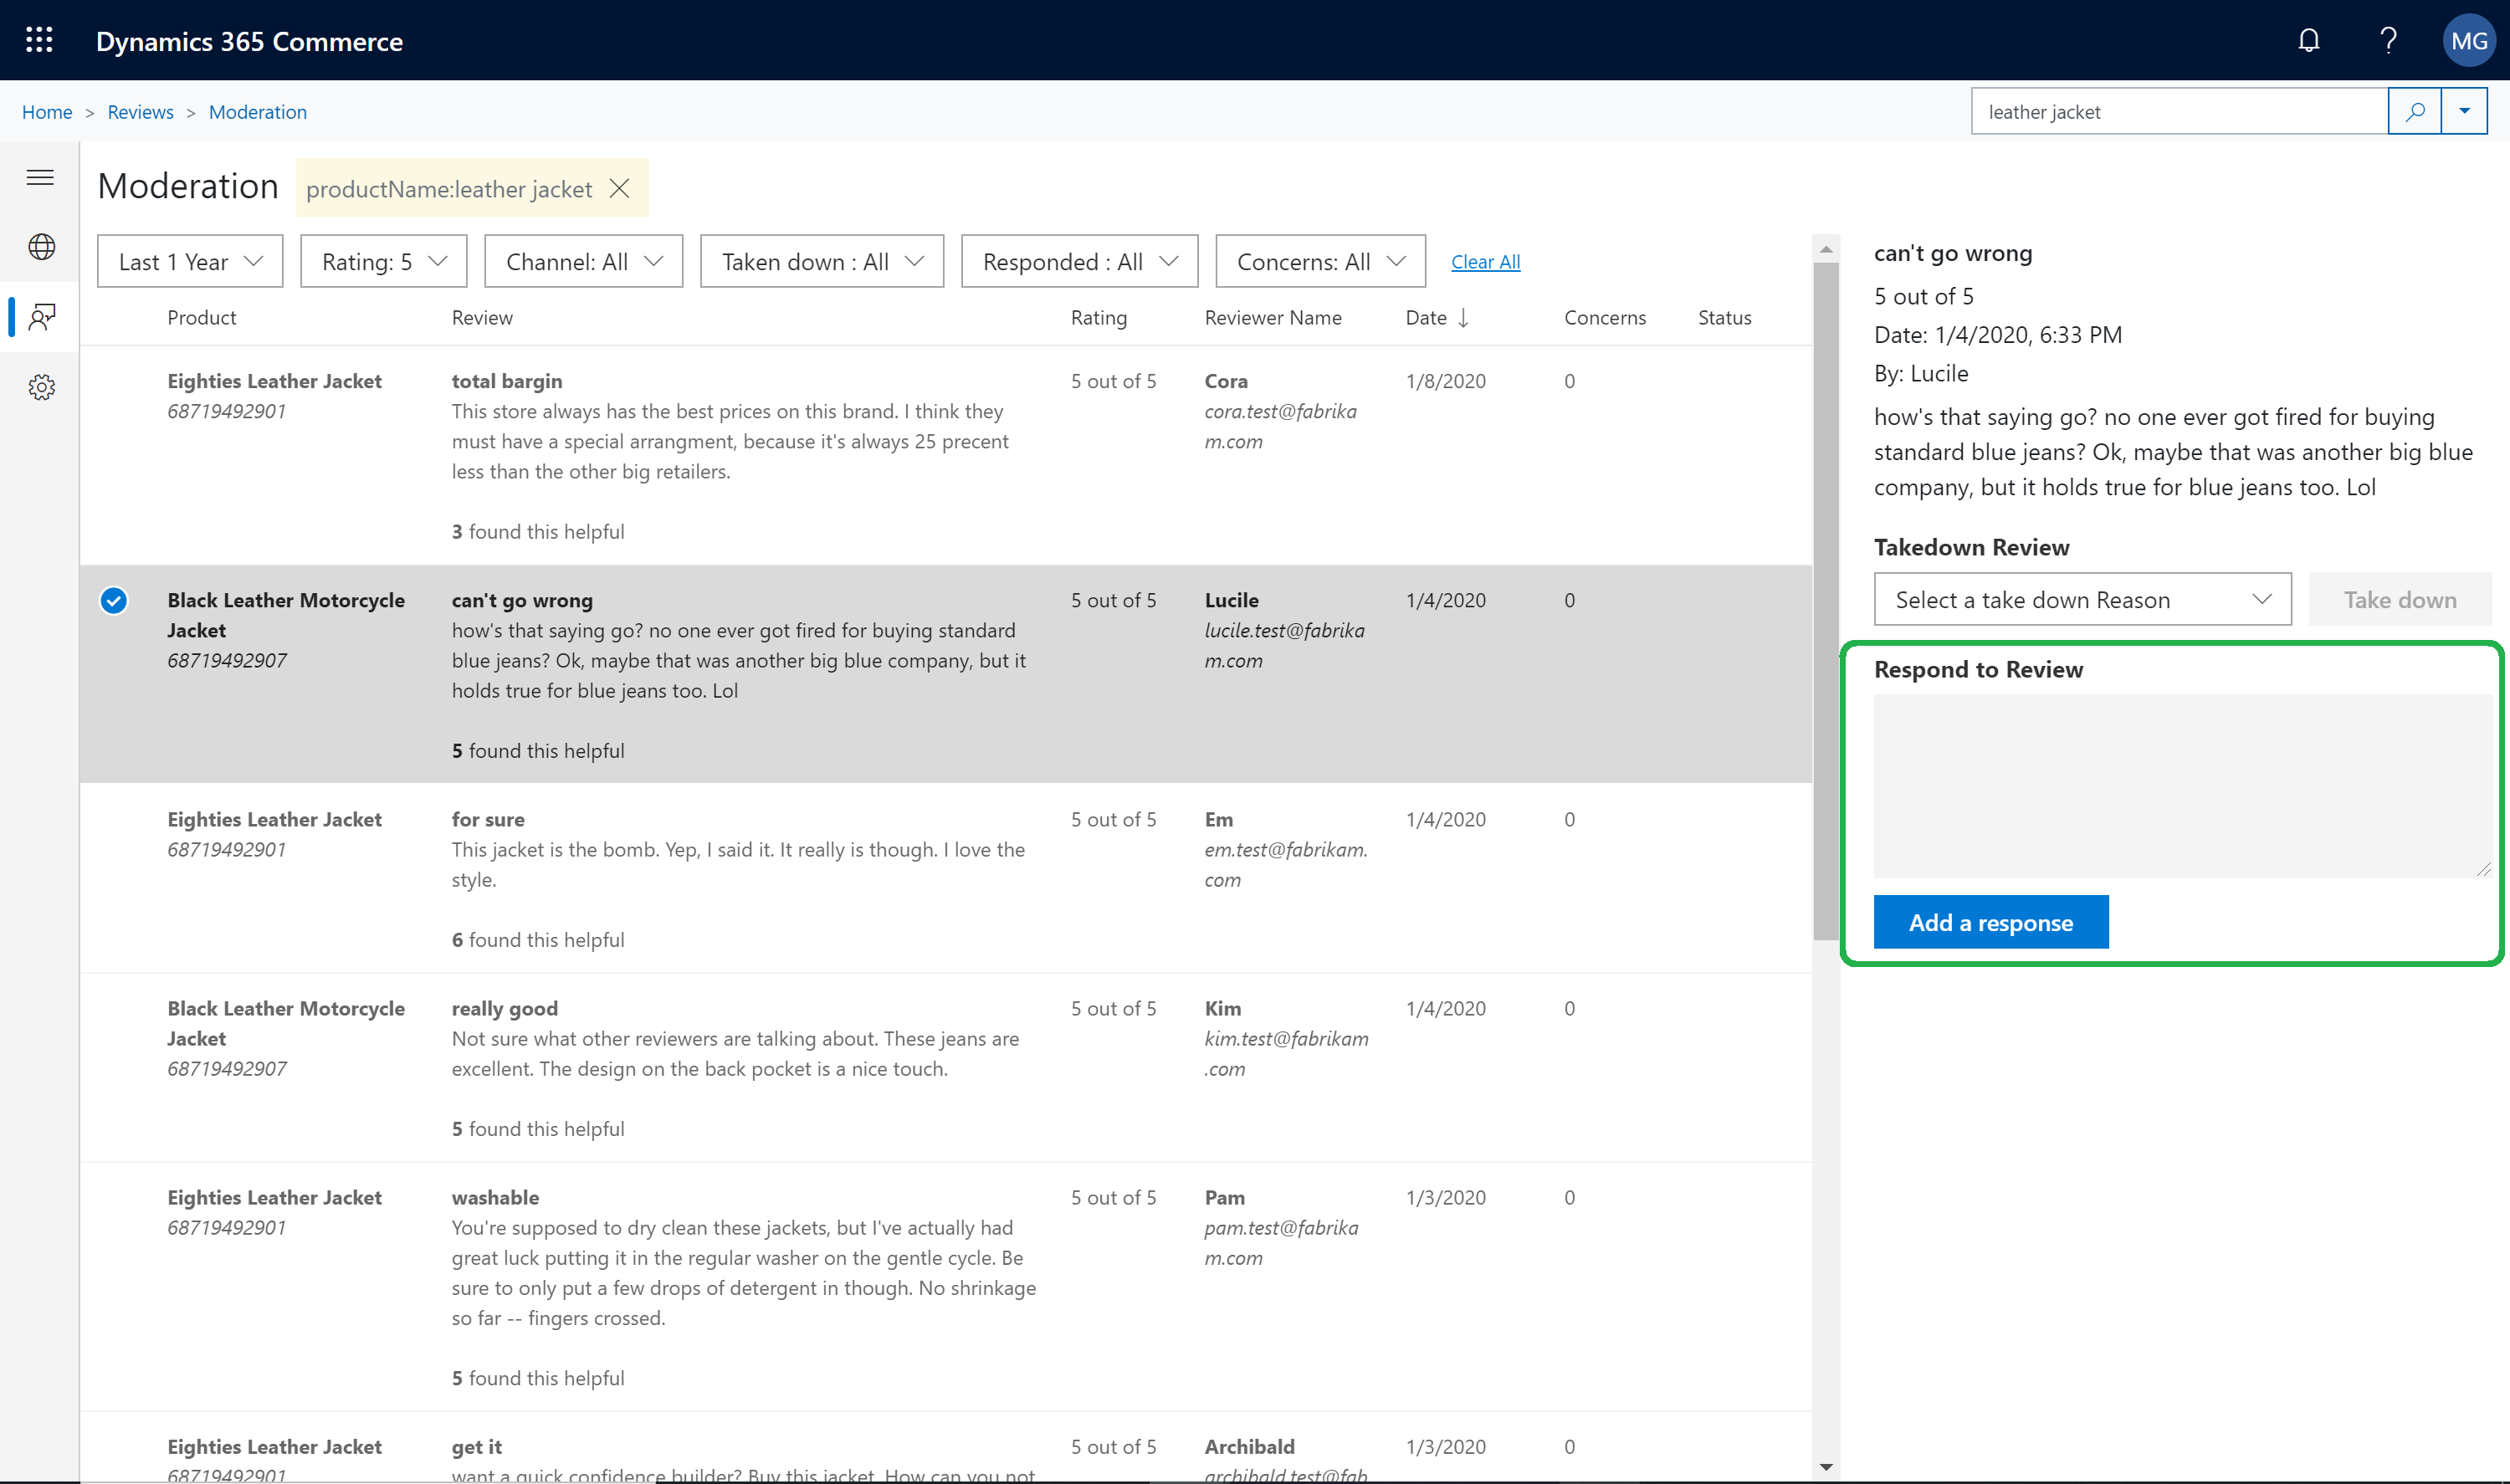 Dynamics 365 Commerce
MG
Home > Reviews > Moderation
leather jacket
Moderation
productName:leather jacket
Last 1 Year
Rating: 5
Channel: All
Taken down : All
Responded : All
Concerns: All
Clear All
Product Review Rating Reviewer Name Date Concerns Status
Eighties Leather Jacket
68719492901
total bargin
This store always has the best prices on this brand. I think they
must have a special arrangment, because it's always 25 precent
less than the other big retailers.
3 found this helpful
5 out of 5
Cora
cora.test@fabrika
m.com
1/8/2020
0
Black Leather Motorcycle
Jacket
68719492907
can't go wrong
how's that saying go? no one ever got fired for buying standard
blue jeans? Ok, maybe that was another big blue company, but it
holds true for blue jeans too. Lol
5 found this helpful
5 out of 5
Lucile
lucile.test@fabrika
m.com
1/4/2020
0
Eighties Leather Jacket
68719492901
for sure
This jacket is the bomb. Yep, I said it. It really is though. I love the
style.
6 found this helpful
5 out of 5
Em
em.test@fabrikam.
com
1/4/2020
0
Black Leather Motorcycle
Jacket
68719492907
really good
Not sure what other reviewers are talking about. These jeans are
excellent. The design on the back pocket is a nice touch.
5 found this helpful
5 out of 5
Kim
kim.test@fabrikam
.com
1/4/2020
0
Eighties Leather Jacket
68719492901
washable
You're supposed to dry clean these jackets, but I've actually had
great luck putting it in the regular washer on the gentle cycle. Be
sure to only put a few drops of detergent in though. No shrinkage
so far -- fingers crossed.
5 found this helpful
5 out of 5
Pam
pam.test@fabrika
m.com
1/3/2020
0
Eighties Leather Jacket
68719492901
get it
want a quick confidence builder? Buy this jacket. How can you not
5 out of 5
Archibald
archibald.test@fab
1/3/2020
0
can't go wrong
5 out of 5
Date: 1/4/2020, 6:33 PM
By: Lucile
how's that saying go? no one ever got fired for buying
standard blue jeans? Ok, maybe that was another big blue
company, but it holds true for blue jeans too. Lol
Takedown Review
Select a take down Reason
Take down
Respond to Review
Add a response